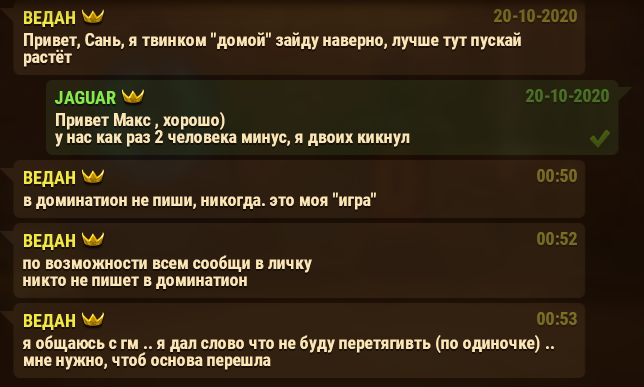 ВЕДАН 20-10-2020
Привет, Сань, я твинком "домой" зайду наверно, лучше тут пускай
растёт
JAGUAR 20-10-2020
Привет Макс , хорошо)
у нас как раз 2 человека минус, я двоих кикнул
ВЕДАН 00:50
в доминатион не пиши, никогда. это моя "игра"
ВЕДАН 00:52
по возможности всем сообщи в личку
никто не пишет в доминатион
ВЕДАН 00:53
я общаюсь с гм .. я дал слово что не буду перетягивть (по одиночке) ..
мне нужно, чтоб основа перешла